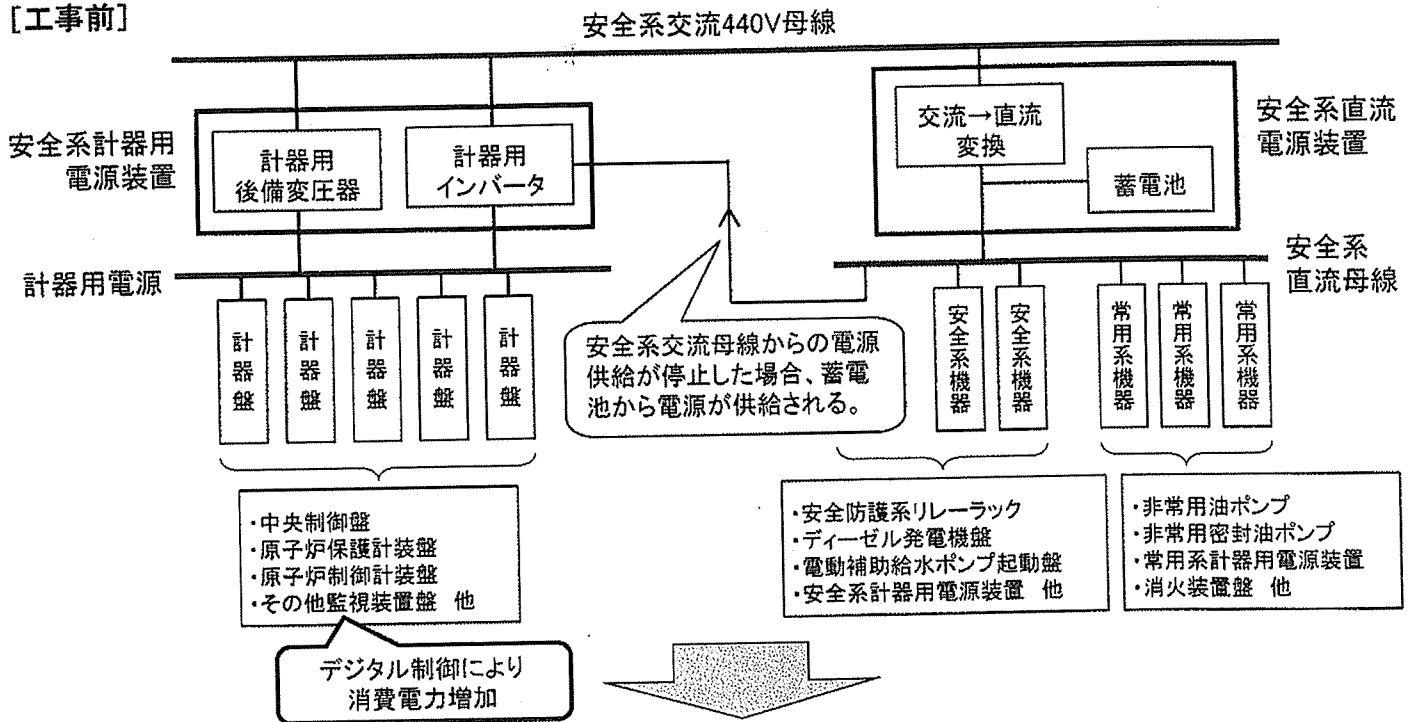 [工事前]
安全系交流440V母線
安全系計器用
電源装置
計器用
後備変圧器
計器用
インバータ
交流→直流
変換
蓄電池
安全系直流
電源装置
計器用電源
安全系
直流母線
計器盤
計器盤
計器盤
計器盤
計器盤
安全系交流母線からの電源
供給が停止した場合、蓄電
池から電源が供給される。
安全系機器
安全系機器
常用系機器
常用系機器
常用系機器
・中央制御盤
・原子炉保護計装盤
・原子炉制御計装盤
・その他監視装置盤 他
・安全防護系リレーラック
・ディーゼル発電機盤
・電動補助給水ポンプ起動盤
・安全系計器用電源装置 他
・非常用油ポンプ
・非常用密封油ポンプ
・常用系計器用電源装置
・消火装置盤 他
デジタル制御により
消費電力増加